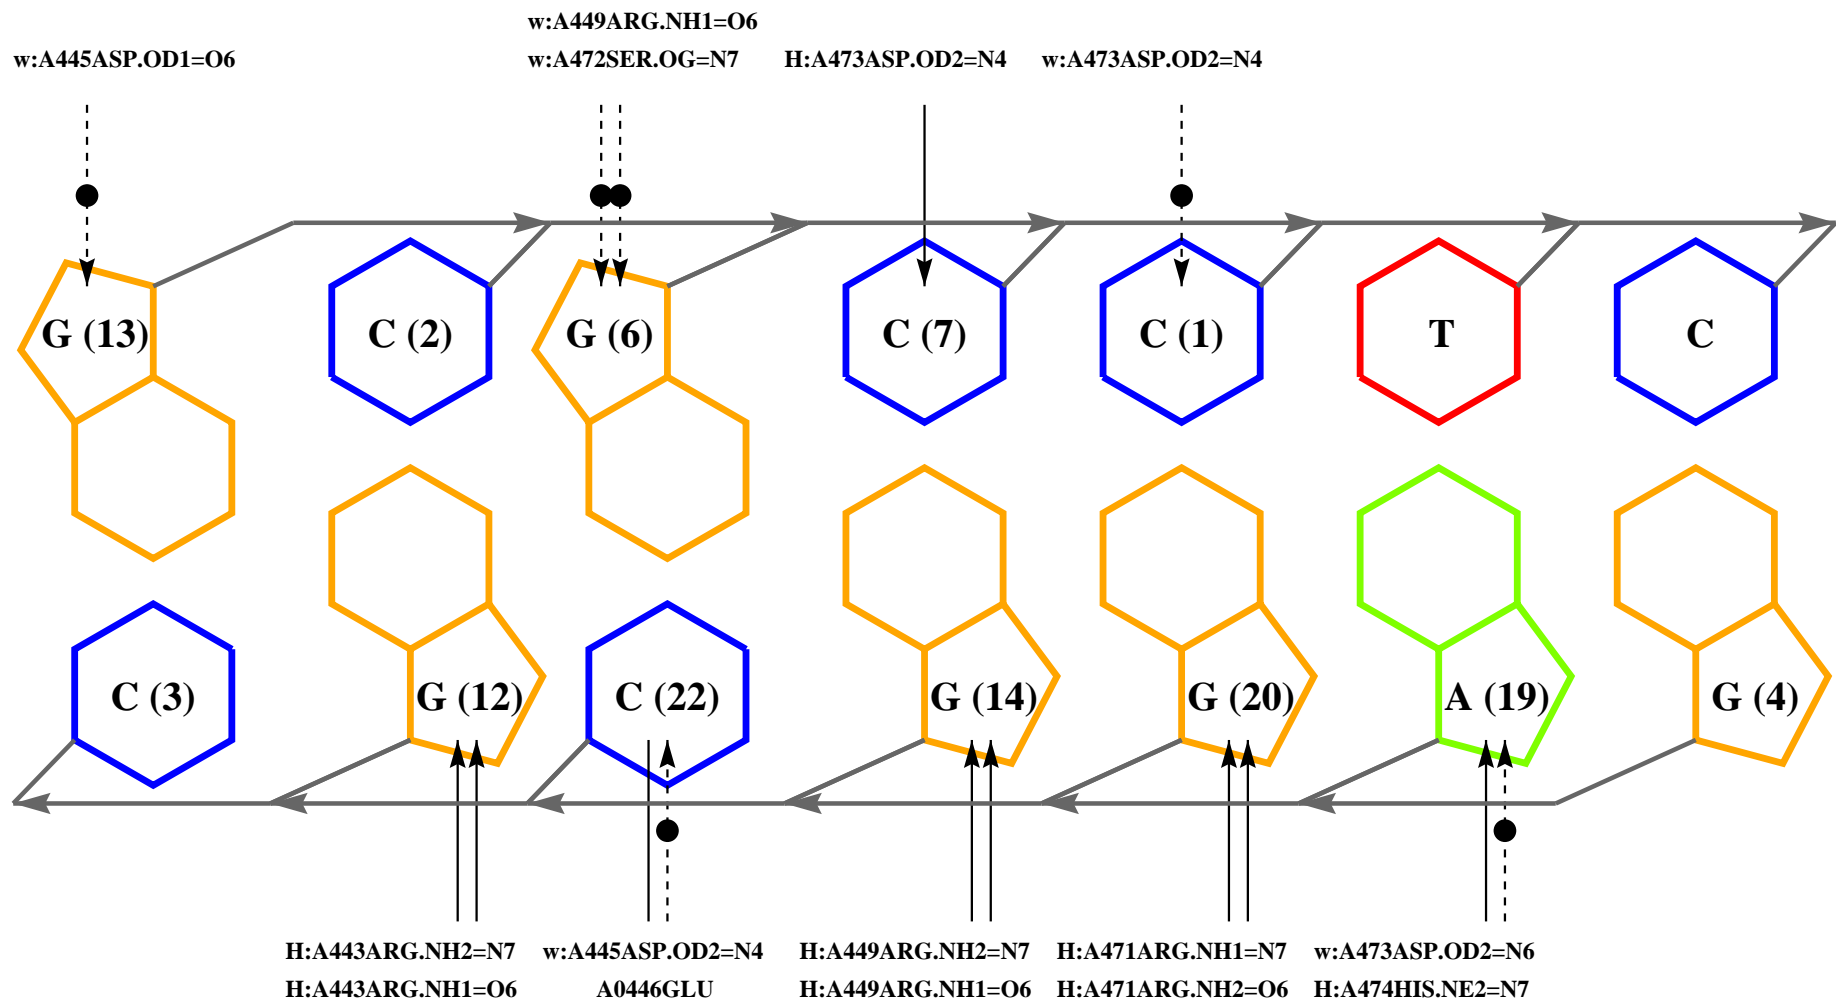 w:A449ARG.NH1=O6
w:A445ASP.OD1=O6 w:A472SER.OG=N7 H:A473ASP.OD2=N4 w:A473ASP.OD2=N4
G (13) C (2) G (6) C (7) C (1) T C
C (3) G (12) C (22) G (14) G (20) A (19) G (4)
H:A443ARG.NH2=N7 w:A445ASP.OD2=N4 H:A449ARG.NH2=N7 H:A471ARG.NH1=N7 w:A473ASP.OD2=N6
H:A443ARG.NH1=O6 A0446GLU H:A449ARG.NH1=O6 H:A471ARG.NH2=O6 H:A474HIS.NE2=N7